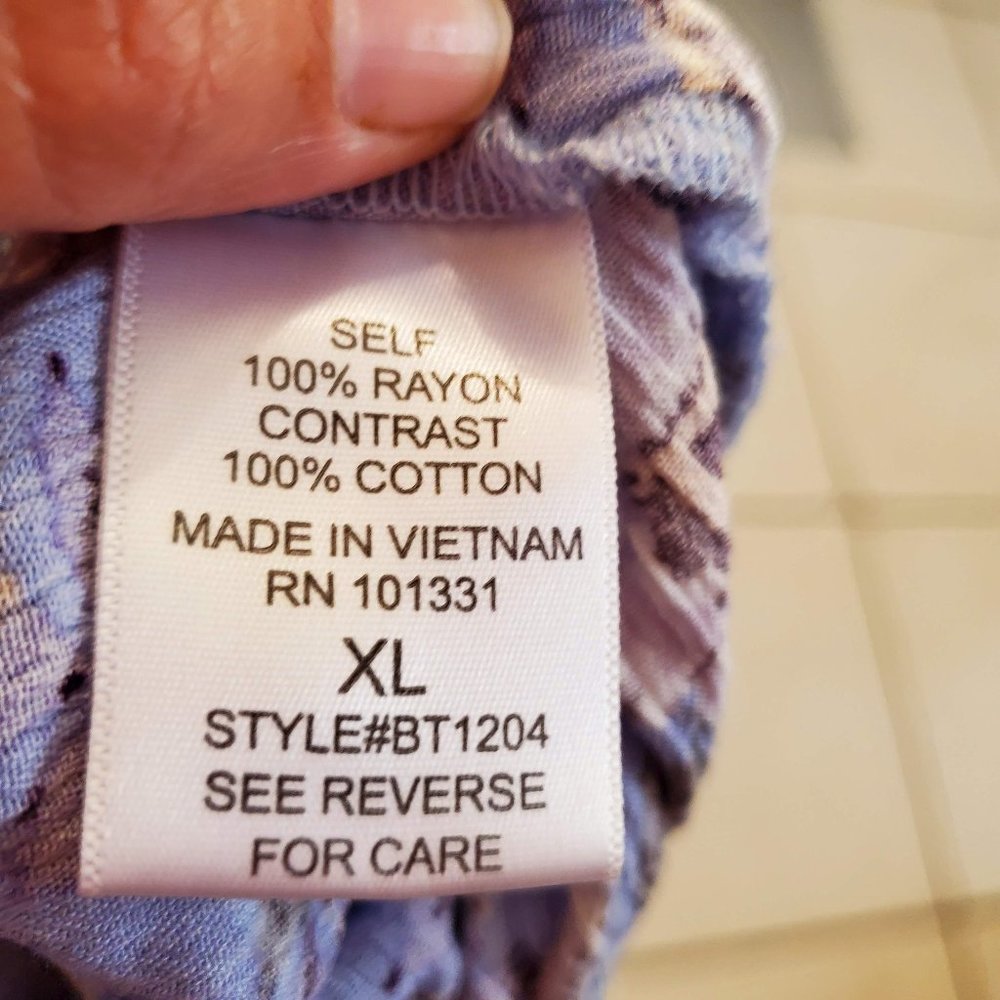 SELF
100% RAYON
CONTRAST
100% COTTON
MADE IN VIETNAM
RN 101331
XL
STYLE#BT1204
SEE REVERSE
FOR CARE